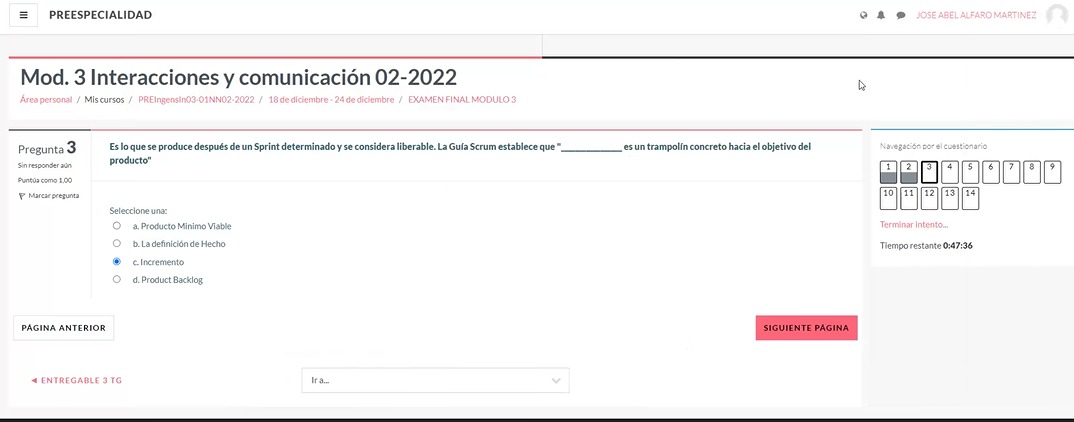 PREESPECIALIDAD
JOSE ABEL ALFARO MARTINEZ
Mod. 3 Interacciones y comunicación 02-2022
Área personal / Mis cursos / PREIngensIn03-01NN02-2022 / 18 de diciembre - 24 de diciembre / EXAMEN FINAL MODULO 3
Pregunta 3
Sin responder aún
Puntúa como 1,00
Marcar pregunta
Es lo que se produce después de un Sprint determinado y se considera liberable. La Guía Scrum establece que "______________ es un trampolín concreto hacia el objetivo del
producto"
Seleccione una:
a. Producto Mínimo Viable
b. La definición de Hecho
c. Incremento
d. Product Backlog
PÁGINA ANTERIOR
SIGUIENTE PÁGINA
◄ ENTREGABLE 3 TG
Ir a...
Navegación por el cuestionario
1 2 3 4 5 6 7 8 9
10 11 12 13 14
Terminar intento...
Tiempo restante 0:47:36